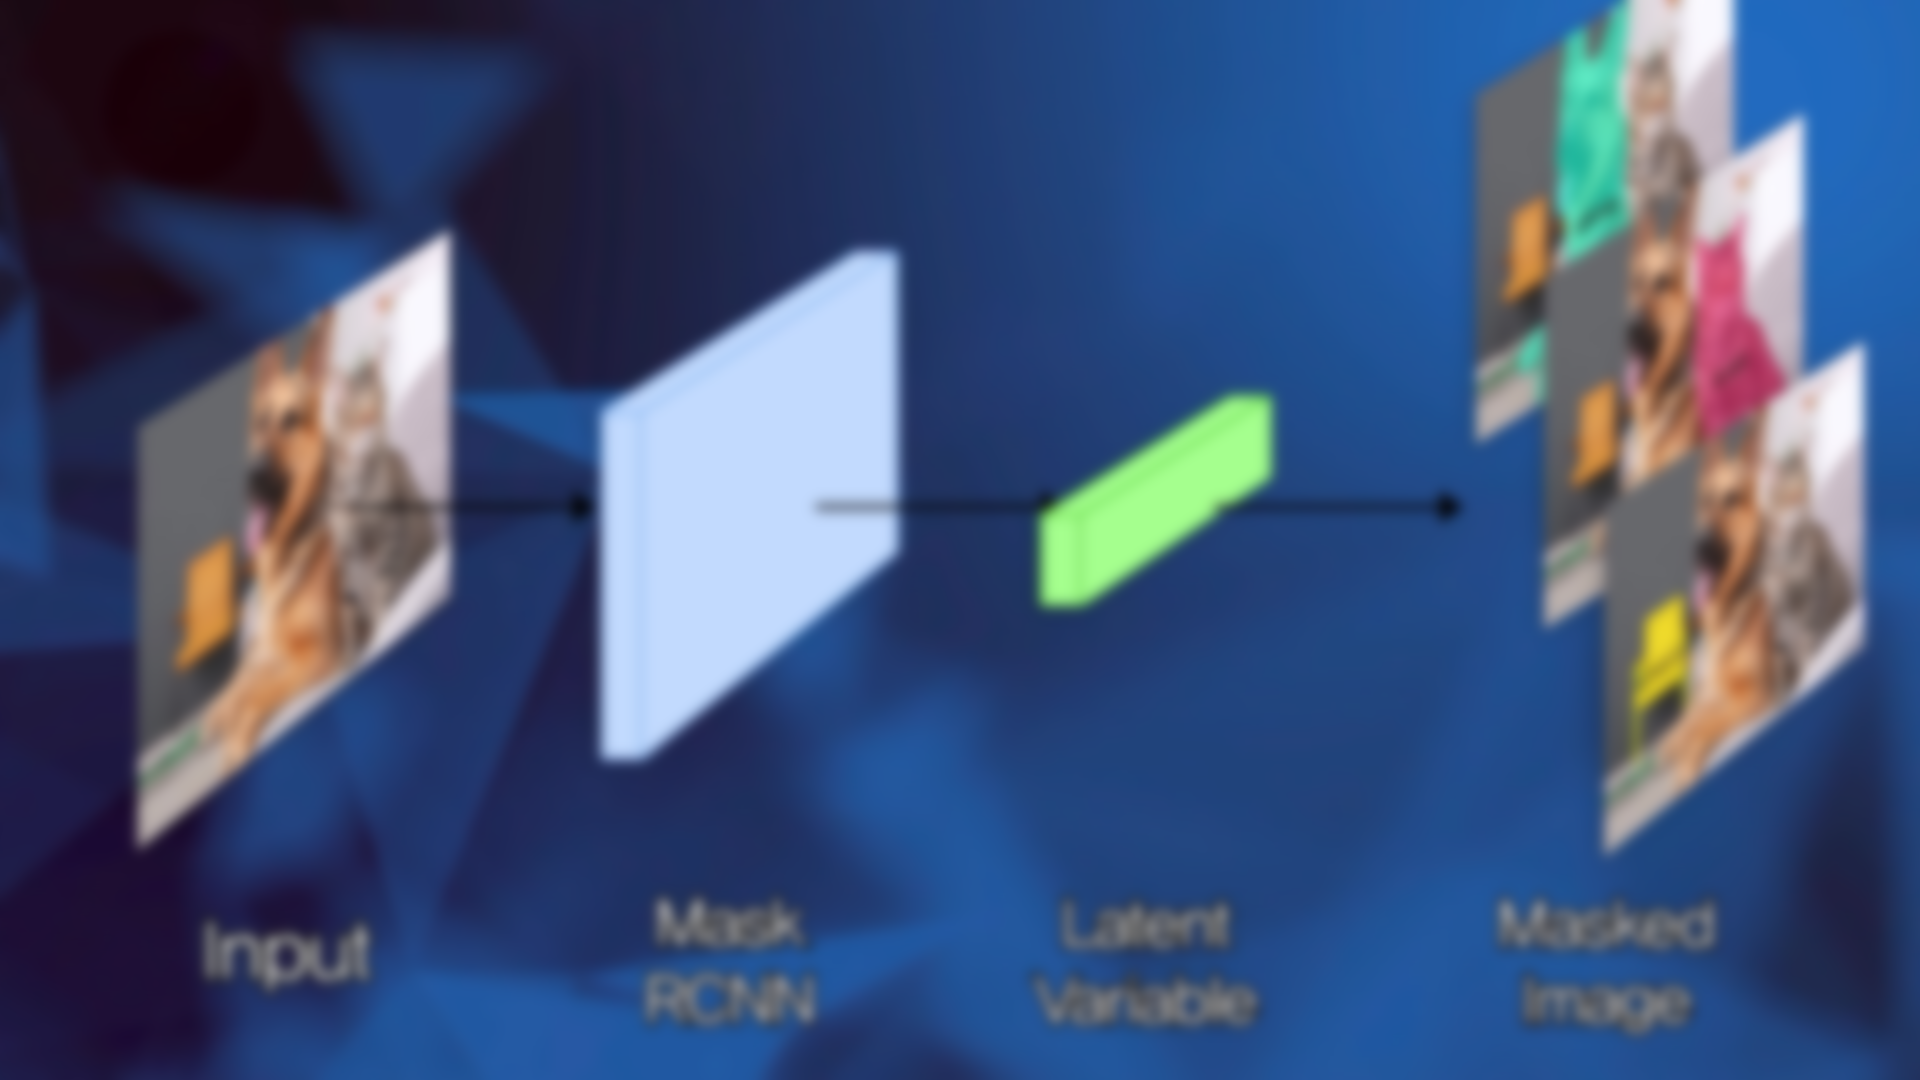 Input
Mask
RCNN
Latent
Variable
Masked
Image